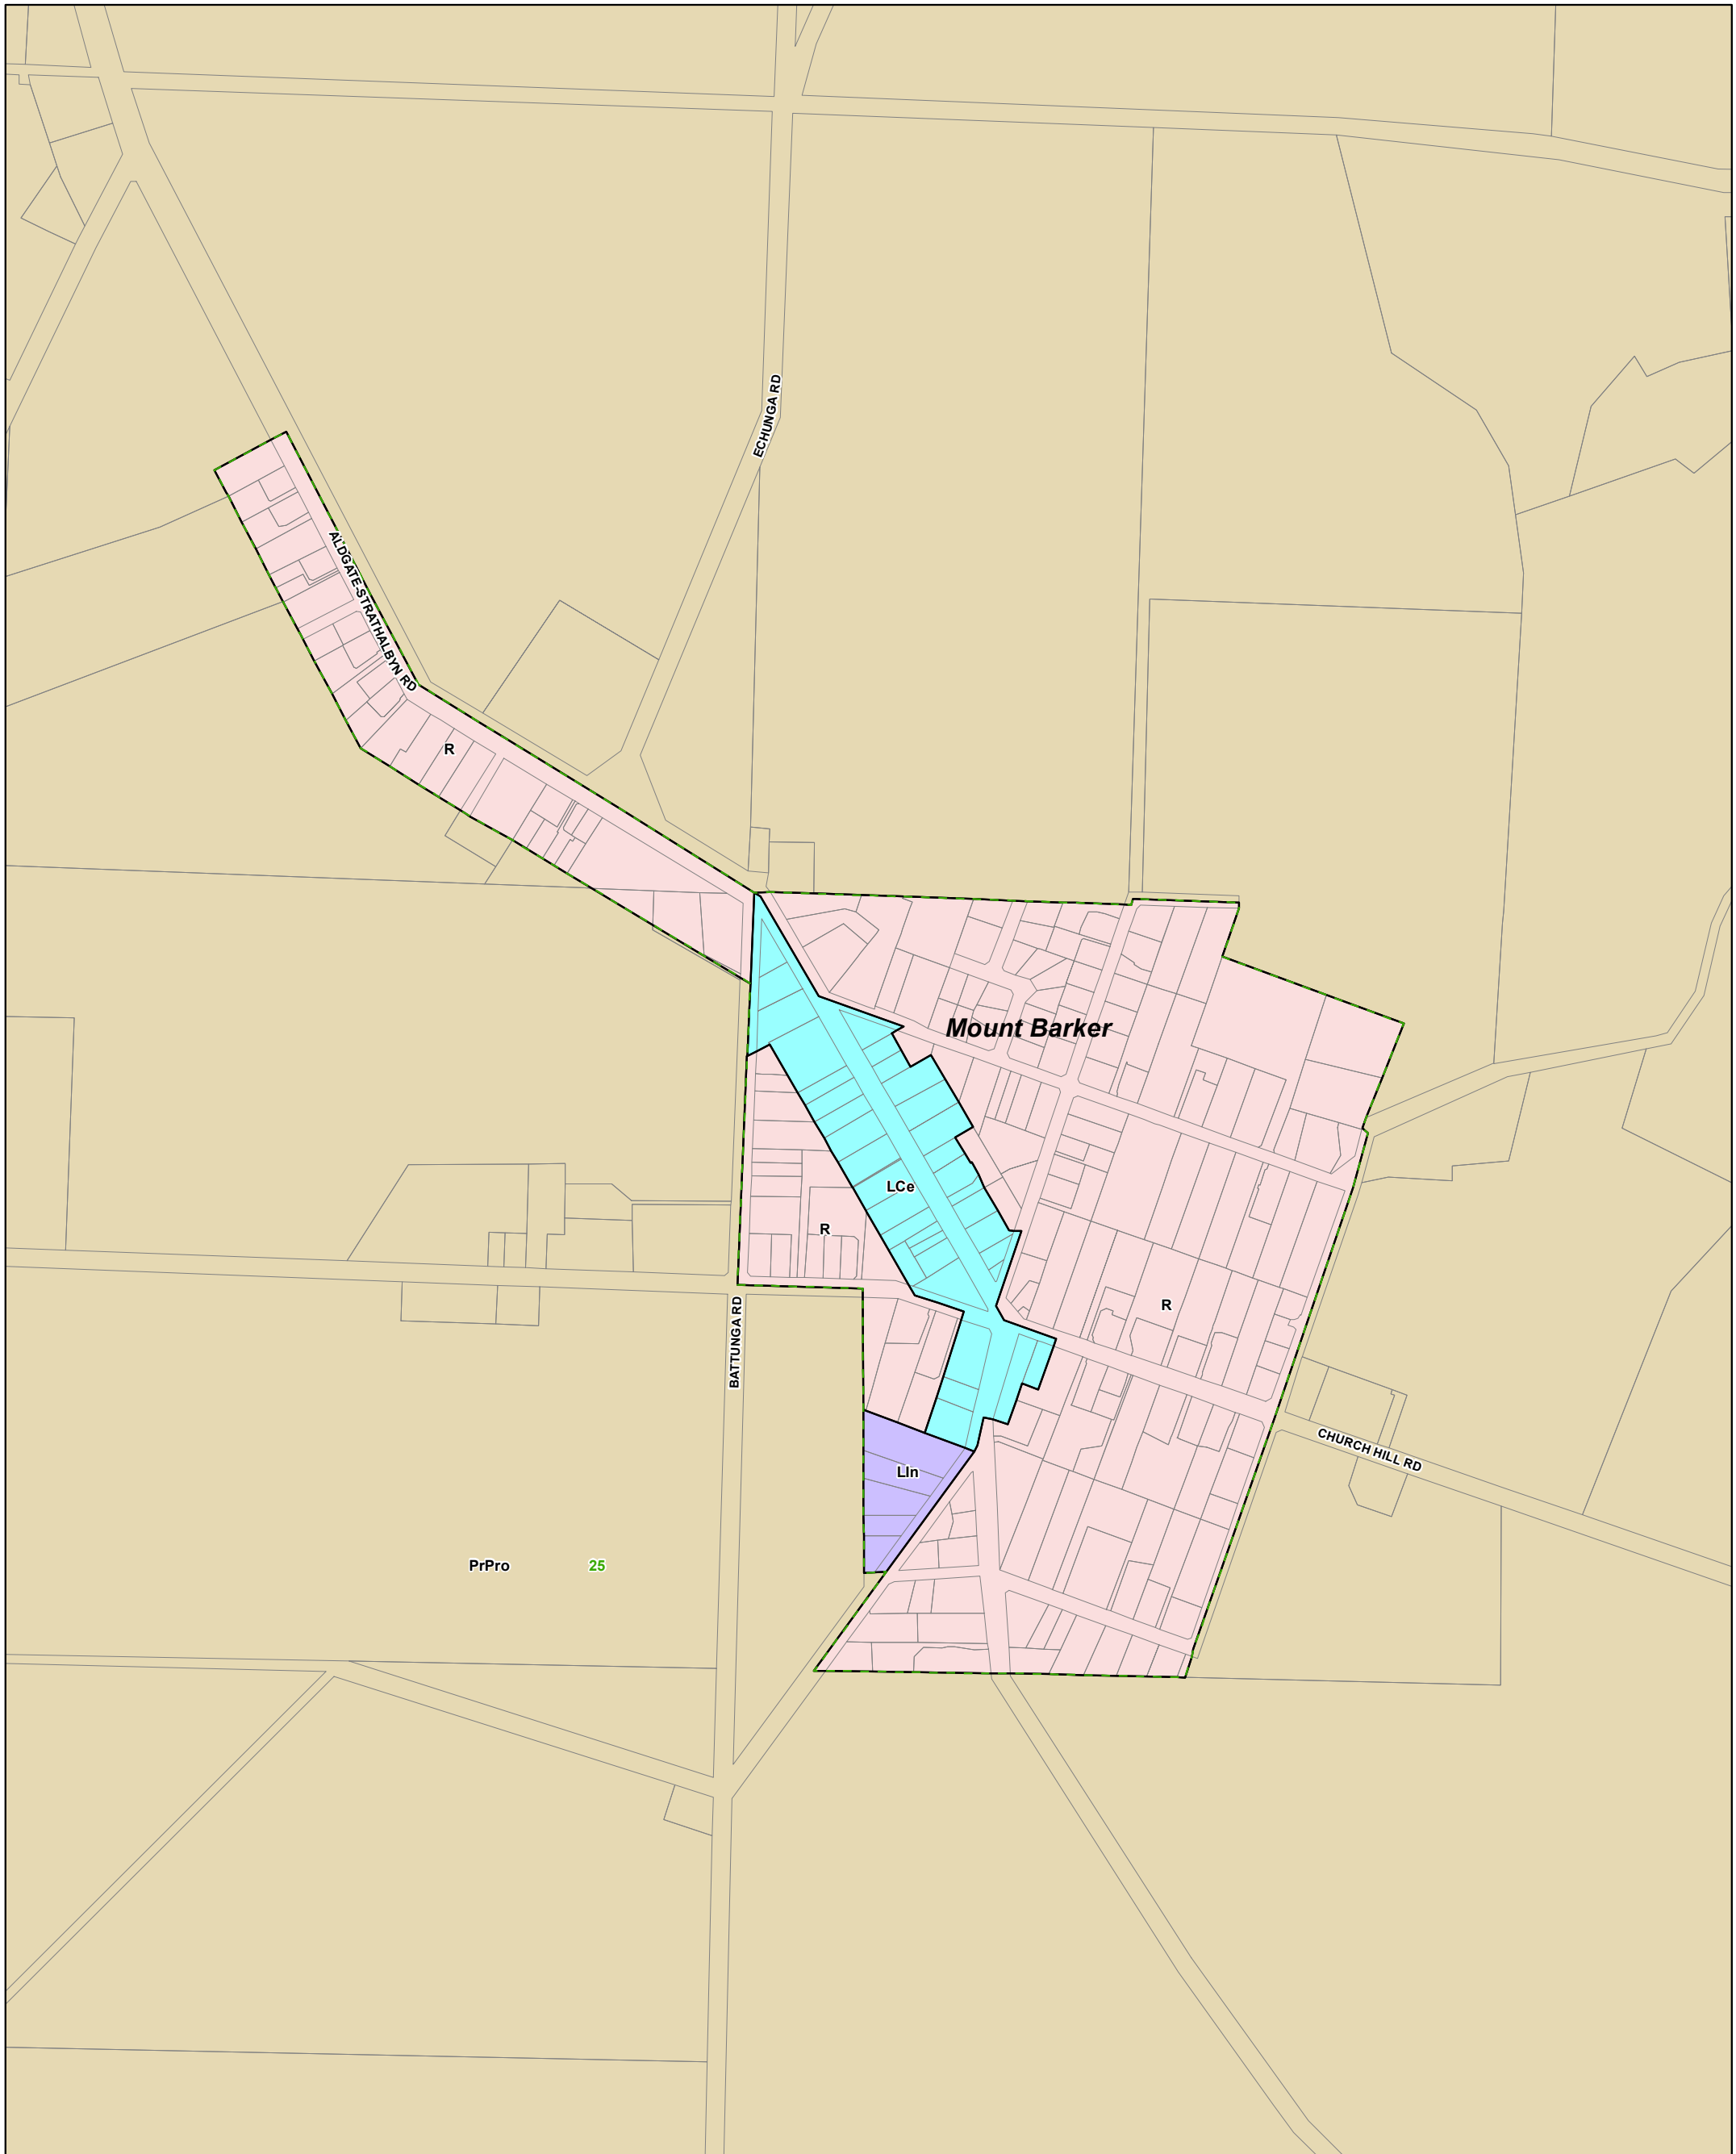 ECHUNGA RD
ALDGATE-STRATHALBYN RD
R
Mount Barker
LCe
R
R
BATTUNGA RD
CHURCH HILL RD
LIn
PrPro 25